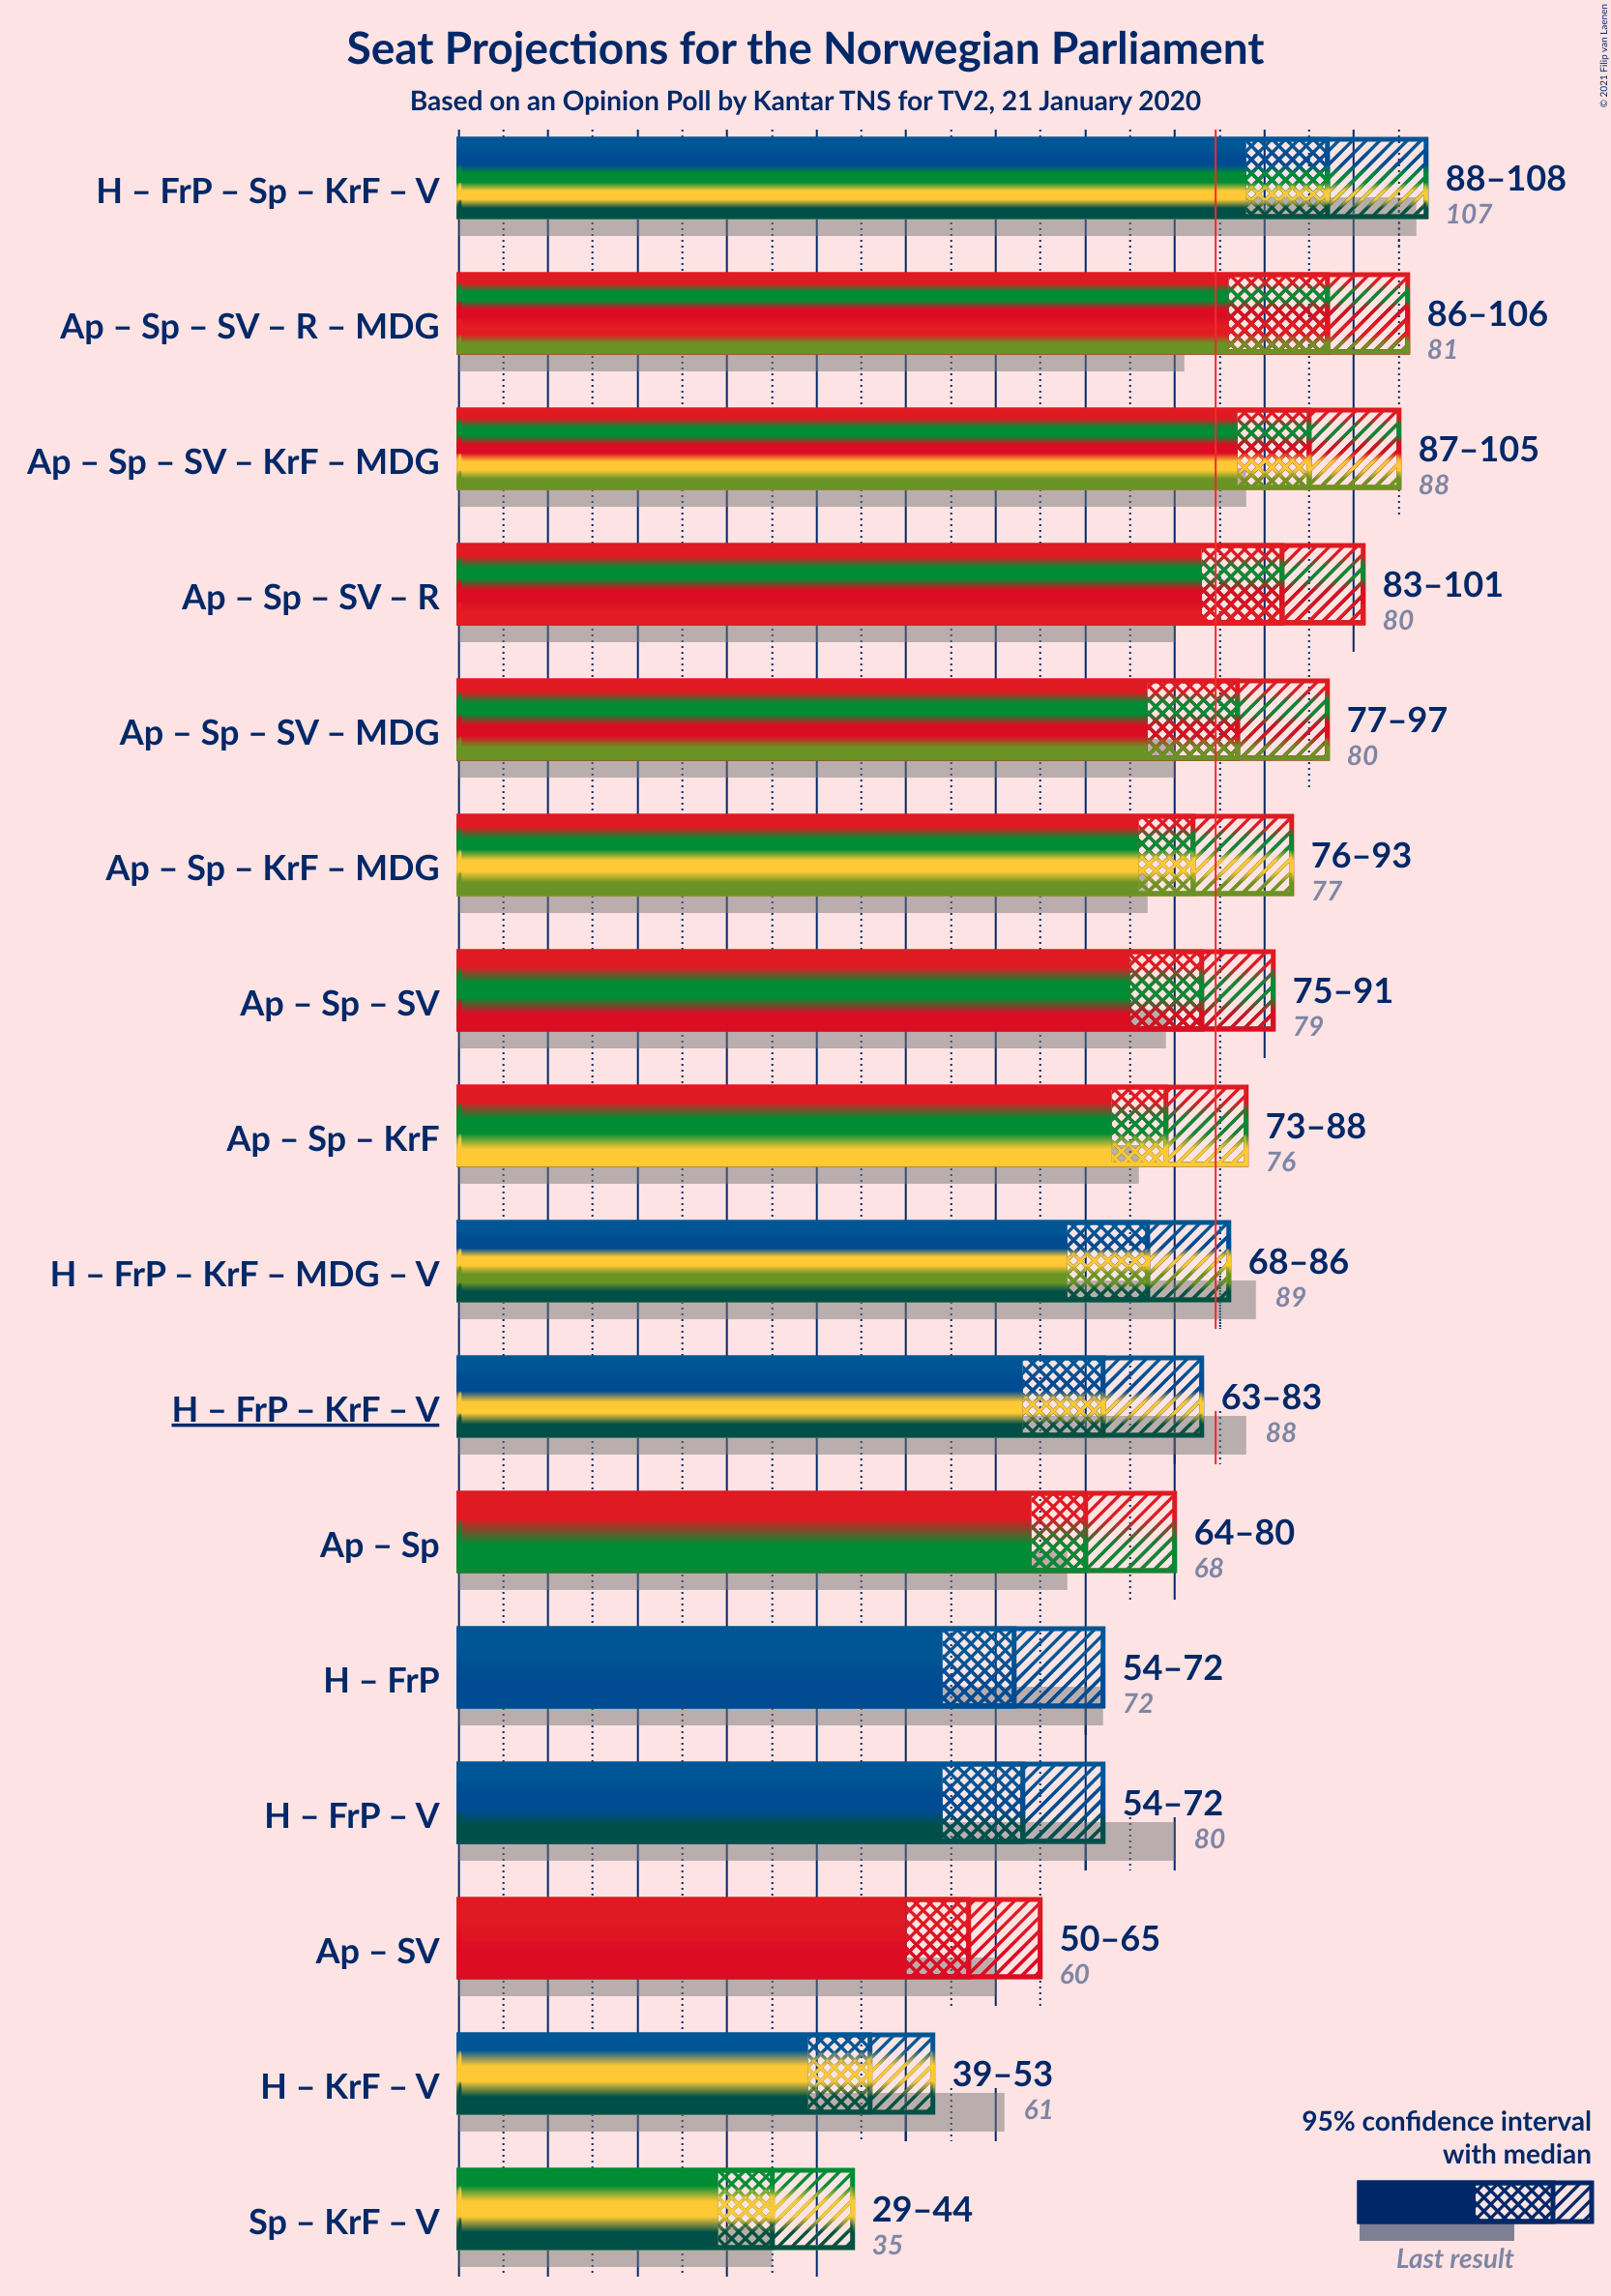 © 2021 Filip van Laenen
Seat Projections for the Norwegian Parliament
Based on an Opinion Poll by Kantar TNS for TV2, 21 January 2020
H – FrP – Sp – KrF – V
88–108
107
Ap – Sp – SV – R – MDG
86–106
81
Ap – Sp – SV – KrF – MDG
87–105
88
Ap – Sp – SV – R
83–101
80
Ap – Sp – SV – MDG
77–97
80
Ap – Sp – KrF – MDG
76–93
77
Ap – Sp – SV
75–91
79
Ap – Sp – KrF
73–88
76
H – FrP – KrF – MDG – V
68–86
89
H – FrP – KrF – V
63–83
88
Ap – Sp
64–80
68
H – FrP
54–72
72
H – FrP – V
54–72
80
Ap – SV
50–65
60
H – KrF – V
39–53
61
Sp – KrF – V
29–44
35
95% confidence interval
with median
Last result